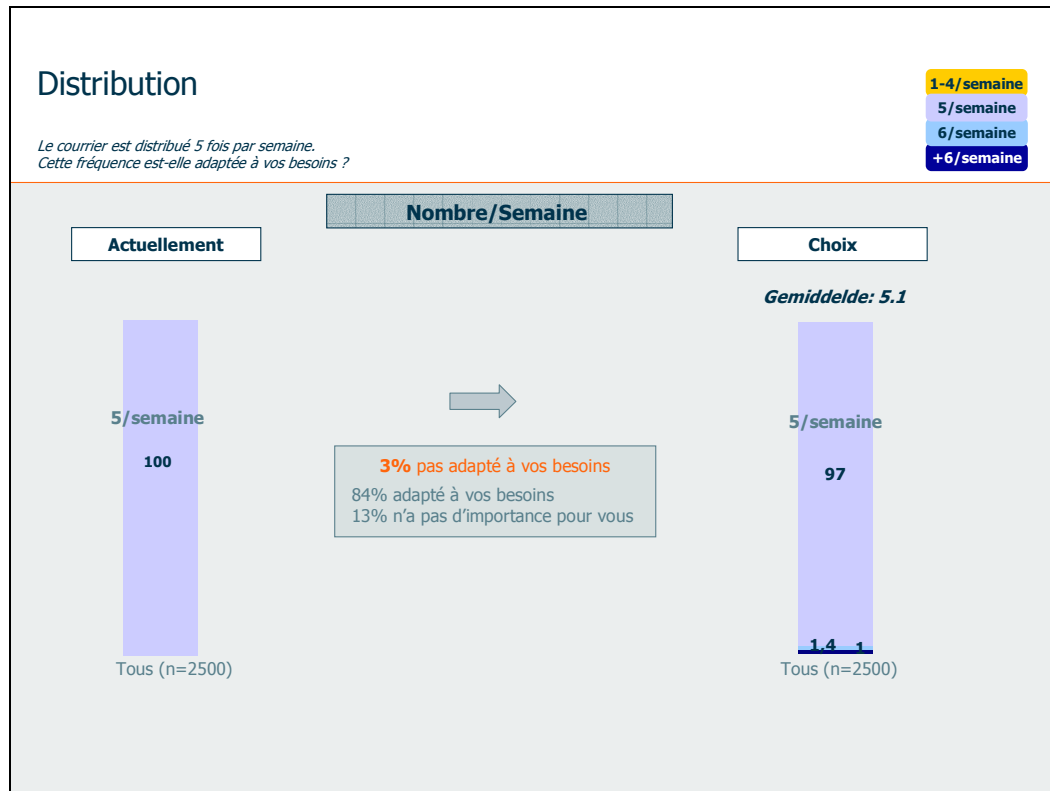 Distribution
1-4/semaine
5/semaine
6/semaine
+6/semaine
Le courrier est distribué 5 fois par semaine.
Cette fréquence est-elle adaptée à vos besoins ?
Nombre/Semaine
Actuellement
Choix
Gemiddelde: 5.1
5/semaine
100
5/semaine
97
3% pas adapté à vos besoins
84% adapté à vos besoins
13% n’a pas d’importance pour vous
1,4 1
Tous (n=2500)
Tous (n=2500)